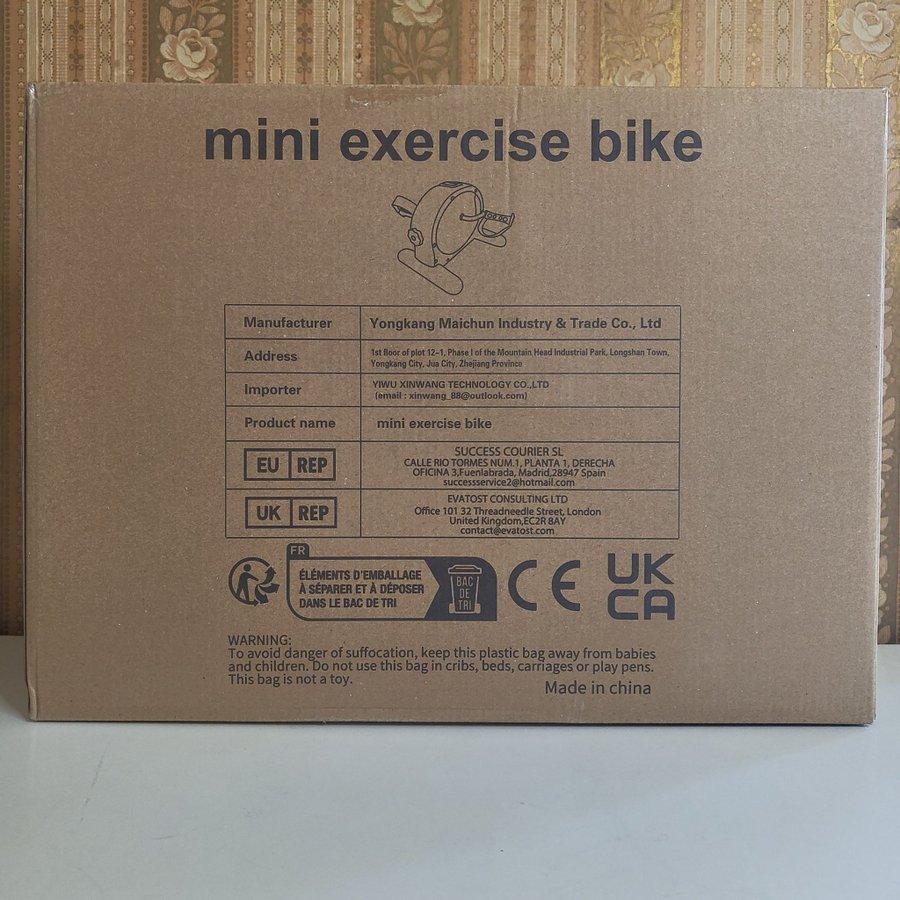 mini exercise bike
Manufacturer
Yongkang Maichun Industry & Trade Co., Ltd
Address
1st floor of plot 12-1, Phase I of the Mountain Head Industrial Park, Longshan Town,
Yongkang City, Jua City, Zhejiang Province
Importer
YIWU XINWANG TECHNOLOGY CO.,LTD
(email : xinwang_88@outlook.com)
Product name
mini exercise bike
EU REP
SUCCESS COURIER SL
CALLE RIO TORMES NUM.1, PLANTA 1, DERECHA
OFICINA 3,Fuenlabrada, Madrid,28947 Spain
successservice2@hotmail.com
UK REP
EVATOST CONSULTING LTD
Office 101 32 Threadneedle Street, London
United Kingdom,EC2R 8AY
contact@evatost.com
FR
ÉLÉMENTS D'EMBALLAGE
À SÉPARER ET À DÉPOSER
DANS LE BAC DE TRI
BAC
DE
TRI
CE
UK
CA
WARNING:
To avoid danger of suffocation, keep this plastic bag away from babies
and children. Do not use this bag in cribs, beds, carriages or play pens.
This bag is not a toy.
Made in china